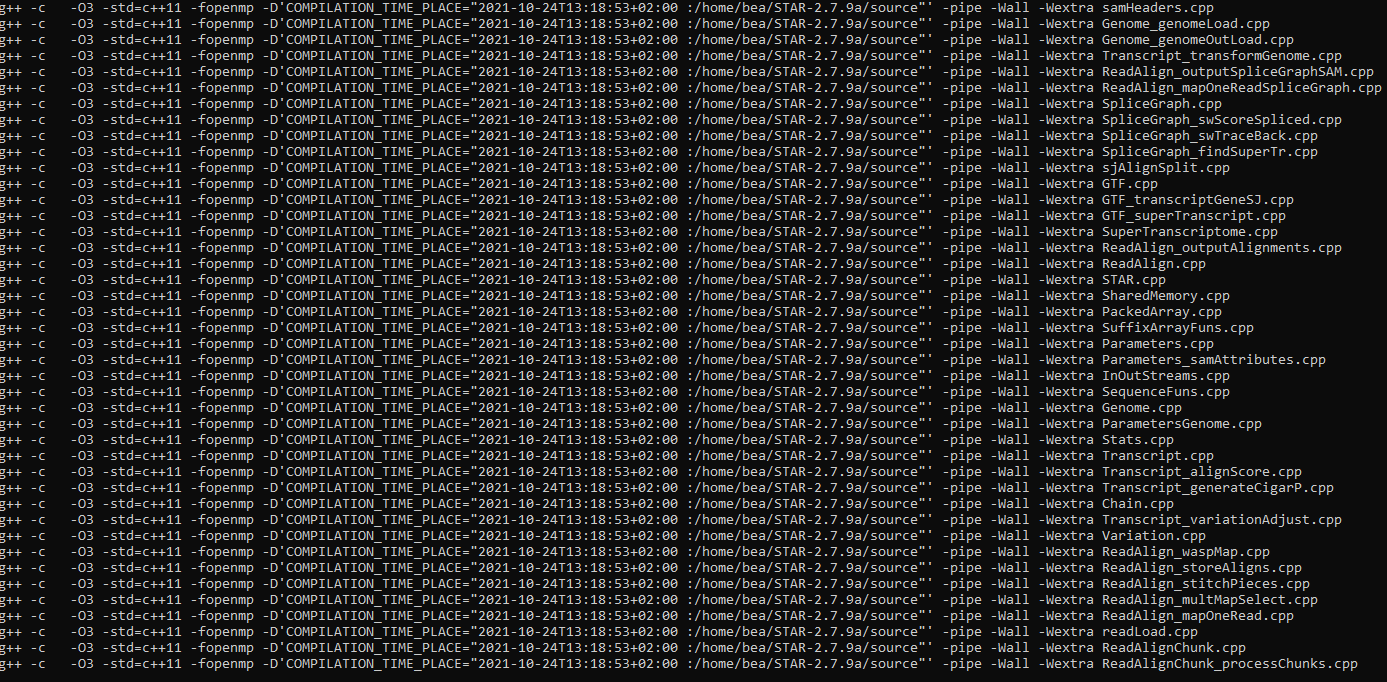 g++ -c   -O3 -std=c++11 -fopenmp -D'COMPILATION_TIME_PLACE="2021-10-24T13:18:53+02:00 :/home/bea/STAR-2.7.9a/source"' -pipe -Wall -Wextra samHeaders.cpp
g++ -c   -O3 -std=c++11 -fopenmp -D'COMPILATION_TIME_PLACE="2021-10-24T13:18:53+02:00 :/home/bea/STAR-2.7.9a/source"' -pipe -Wall -Wextra Genome_genomeLoad.cpp
g++ -c   -O3 -std=c++11 -fopenmp -D'COMPILATION_TIME_PLACE="2021-10-24T13:18:53+02:00 :/home/bea/STAR-2.7.9a/source"' -pipe -Wall -Wextra Genome_genomeOutLoad.cpp
g++ -c   -O3 -std=c++11 -fopenmp -D'COMPILATION_TIME_PLACE="2021-10-24T13:18:53+02:00 :/home/bea/STAR-2.7.9a/source"' -pipe -Wall -Wextra Transcript_transformGenome.cpp
g++ -c   -O3 -std=c++11 -fopenmp -D'COMPILATION_TIME_PLACE="2021-10-24T13:18:53+02:00 :/home/bea/STAR-2.7.9a/source"' -pipe -Wall -Wextra ReadAlign_outputSpliceGraphSAM.cpp
g++ -c   -O3 -std=c++11 -fopenmp -D'COMPILATION_TIME_PLACE="2021-10-24T13:18:53+02:00 :/home/bea/STAR-2.7.9a/source"' -pipe -Wall -Wextra ReadAlign_mapOneReadSpliceGraph.cpp
g++ -c   -O3 -std=c++11 -fopenmp -D'COMPILATION_TIME_PLACE="2021-10-24T13:18:53+02:00 :/home/bea/STAR-2.7.9a/source"' -pipe -Wall -Wextra SpliceGraph.cpp
g++ -c   -O3 -std=c++11 -fopenmp -D'COMPILATION_TIME_PLACE="2021-10-24T13:18:53+02:00 :/home/bea/STAR-2.7.9a/source"' -pipe -Wall -Wextra SpliceGraph_swScoreSpliced.cpp
g++ -c   -O3 -std=c++11 -fopenmp -D'COMPILATION_TIME_PLACE="2021-10-24T13:18:53+02:00 :/home/bea/STAR-2.7.9a/source"' -pipe -Wall -Wextra SpliceGraph_swTraceBack.cpp
g++ -c   -O3 -std=c++11 -fopenmp -D'COMPILATION_TIME_PLACE="2021-10-24T13:18:53+02:00 :/home/bea/STAR-2.7.9a/source"' -pipe -Wall -Wextra SpliceGraph_findSuperTr.cpp
g++ -c   -O3 -std=c++11 -fopenmp -D'COMPILATION_TIME_PLACE="2021-10-24T13:18:53+02:00 :/home/bea/STAR-2.7.9a/source"' -pipe -Wall -Wextra sjAlignSplit.cpp
g++ -c   -O3 -std=c++11 -fopenmp -D'COMPILATION_TIME_PLACE="2021-10-24T13:18:53+02:00 :/home/bea/STAR-2.7.9a/source"' -pipe -Wall -Wextra GTF.cpp
g++ -c   -O3 -std=c++11 -fopenmp -D'COMPILATION_TIME_PLACE="2021-10-24T13:18:53+02:00 :/home/bea/STAR-2.7.9a/source"' -pipe -Wall -Wextra GTF_transcriptGeneSJ.cpp
g++ -c   -O3 -std=c++11 -fopenmp -D'COMPILATION_TIME_PLACE="2021-10-24T13:18:53+02:00 :/home/bea/STAR-2.7.9a/source"' -pipe -Wall -Wextra GTF_superTranscript.cpp
g++ -c   -O3 -std=c++11 -fopenmp -D'COMPILATION_TIME_PLACE="2021-10-24T13:18:53+02:00 :/home/bea/STAR-2.7.9a/source"' -pipe -Wall -Wextra SuperTranscriptome.cpp
g++ -c   -O3 -std=c++11 -fopenmp -D'COMPILATION_TIME_PLACE="2021-10-24T13:18:53+02:00 :/home/bea/STAR-2.7.9a/source"' -pipe -Wall -Wextra ReadAlign_outputAlignments.cpp
g++ -c   -O3 -std=c++11 -fopenmp -D'COMPILATION_TIME_PLACE="2021-10-24T13:18:53+02:00 :/home/bea/STAR-2.7.9a/source"' -pipe -Wall -Wextra ReadAlign.cpp
g++ -c   -O3 -std=c++11 -fopenmp -D'COMPILATION_TIME_PLACE="2021-10-24T13:18:53+02:00 :/home/bea/STAR-2.7.9a/source"' -pipe -Wall -Wextra STAR.cpp
g++ -c   -O3 -std=c++11 -fopenmp -D'COMPILATION_TIME_PLACE="2021-10-24T13:18:53+02:00 :/home/bea/STAR-2.7.9a/source"' -pipe -Wall -Wextra SharedMemory.cpp
g++ -c   -O3 -std=c++11 -fopenmp -D'COMPILATION_TIME_PLACE="2021-10-24T13:18:53+02:00 :/home/bea/STAR-2.7.9a/source"' -pipe -Wall -Wextra PackedArray.cpp
g++ -c   -O3 -std=c++11 -fopenmp -D'COMPILATION_TIME_PLACE="2021-10-24T13:18:53+02:00 :/home/bea/STAR-2.7.9a/source"' -pipe -Wall -Wextra SuffixArrayFuns.cpp
g++ -c   -O3 -std=c++11 -fopenmp -D'COMPILATION_TIME_PLACE="2021-10-24T13:18:53+02:00 :/home/bea/STAR-2.7.9a/source"' -pipe -Wall -Wextra Parameters.cpp
g++ -c   -O3 -std=c++11 -fopenmp -D'COMPILATION_TIME_PLACE="2021-10-24T13:18:53+02:00 :/home/bea/STAR-2.7.9a/source"' -pipe -Wall -Wextra Parameters_samAttributes.cpp
g++ -c   -O3 -std=c++11 -fopenmp -D'COMPILATION_TIME_PLACE="2021-10-24T13:18:53+02:00 :/home/bea/STAR-2.7.9a/source"' -pipe -Wall -Wextra InOutStreams.cpp
g++ -c   -O3 -std=c++11 -fopenmp -D'COMPILATION_TIME_PLACE="2021-10-24T13:18:53+02:00 :/home/bea/STAR-2.7.9a/source"' -pipe -Wall -Wextra SequenceFuns.cpp
g++ -c   -O3 -std=c++11 -fopenmp -D'COMPILATION_TIME_PLACE="2021-10-24T13:18:53+02:00 :/home/bea/STAR-2.7.9a/source"' -pipe -Wall -Wextra Genome.cpp
g++ -c   -O3 -std=c++11 -fopenmp -D'COMPILATION_TIME_PLACE="2021-10-24T13:18:53+02:00 :/home/bea/STAR-2.7.9a/source"' -pipe -Wall -Wextra ParametersGenome.cpp
g++ -c   -O3 -std=c++11 -fopenmp -D'COMPILATION_TIME_PLACE="2021-10-24T13:18:53+02:00 :/home/bea/STAR-2.7.9a/source"' -pipe -Wall -Wextra Stats.cpp
g++ -c   -O3 -std=c++11 -fopenmp -D'COMPILATION_TIME_PLACE="2021-10-24T13:18:53+02:00 :/home/bea/STAR-2.7.9a/source"' -pipe -Wall -Wextra Transcript.cpp
g++ -c   -O3 -std=c++11 -fopenmp -D'COMPILATION_TIME_PLACE="2021-10-24T13:18:53+02:00 :/home/bea/STAR-2.7.9a/source"' -pipe -Wall -Wextra Transcript_alignScore.cpp
g++ -c   -O3 -std=c++11 -fopenmp -D'COMPILATION_TIME_PLACE="2021-10-24T13:18:53+02:00 :/home/bea/STAR-2.7.9a/source"' -pipe -Wall -Wextra Transcript_generateCigarP.cpp
g++ -c   -O3 -std=c++11 -fopenmp -D'COMPILATION_TIME_PLACE="2021-10-24T13:18:53+02:00 :/home/bea/STAR-2.7.9a/source"' -pipe -Wall -Wextra Chain.cpp
g++ -c   -O3 -std=c++11 -fopenmp -D'COMPILATION_TIME_PLACE="2021-10-24T13:18:53+02:00 :/home/bea/STAR-2.7.9a/source"' -pipe -Wall -Wextra Transcript_variationAdjust.cpp
g++ -c   -O3 -std=c++11 -fopenmp -D'COMPILATION_TIME_PLACE="2021-10-24T13:18:53+02:00 :/home/bea/STAR-2.7.9a/source"' -pipe -Wall -Wextra Variation.cpp
g++ -c   -O3 -std=c++11 -fopenmp -D'COMPILATION_TIME_PLACE="2021-10-24T13:18:53+02:00 :/home/bea/STAR-2.7.9a/source"' -pipe -Wall -Wextra ReadAlign_waspMap.cpp
g++ -c   -O3 -std=c++11 -fopenmp -D'COMPILATION_TIME_PLACE="2021-10-24T13:18:53+02:00 :/home/bea/STAR-2.7.9a/source"' -pipe -Wall -Wextra ReadAlign_storeAligns.cpp
g++ -c   -O3 -std=c++11 -fopenmp -D'COMPILATION_TIME_PLACE="2021-10-24T13:18:53+02:00 :/home/bea/STAR-2.7.9a/source"' -pipe -Wall -Wextra ReadAlign_stitchPieces.cpp
g++ -c   -O3 -std=c++11 -fopenmp -D'COMPILATION_TIME_PLACE="2021-10-24T13:18:53+02:00 :/home/bea/STAR-2.7.9a/source"' -pipe -Wall -Wextra ReadAlign_multMapSelect.cpp
g++ -c   -O3 -std=c++11 -fopenmp -D'COMPILATION_TIME_PLACE="2021-10-24T13:18:53+02:00 :/home/bea/STAR-2.7.9a/source"' -pipe -Wall -Wextra ReadAlign_mapOneRead.cpp
g++ -c   -O3 -std=c++11 -fopenmp -D'COMPILATION_TIME_PLACE="2021-10-24T13:18:53+02:00 :/home/bea/STAR-2.7.9a/source"' -pipe -Wall -Wextra readLoad.cpp
g++ -c   -O3 -std=c++11 -fopenmp -D'COMPILATION_TIME_PLACE="2021-10-24T13:18:53+02:00 :/home/bea/STAR-2.7.9a/source"' -pipe -Wall -Wextra ReadAlignChunk.cpp
g++ -c   -O3 -std=c++11 -fopenmp -D'COMPILATION_TIME_PLACE="2021-10-24T13:18:53+02:00 :/home/bea/STAR-2.7.9a/source"' -pipe -Wall -Wextra ReadAlignChunk_processChunks.cpp